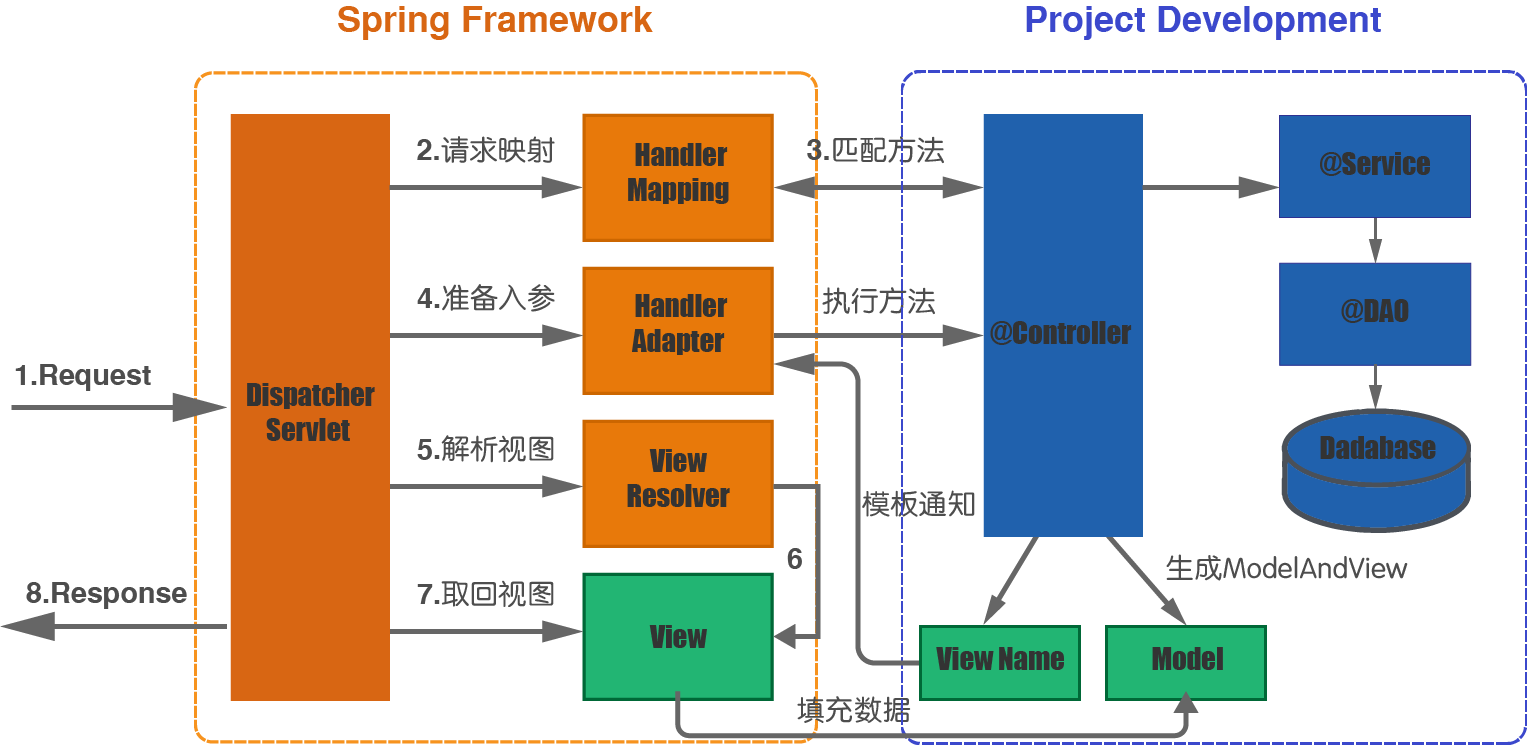 Spring Framework
Project Development
2.请求映射
Handler
Mapping
3.匹配方法
@Service
4.准备入参
Handler
Adapter
执行方法
@Controller
@DAO
1.Request
Dispatcher
Servlet
5.解析视图
View
Resolver
模板通知
Dadabase
6
生成ModelAndView
8.Response
7.取回视图
View
View Name
Model
填充数据